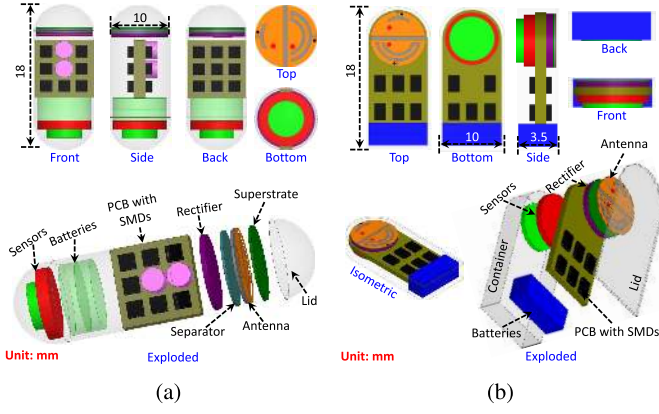 10
18
Top
Front
Side
Back
Bottom
PCB with
SMDs
Batteries
Sensors
Rectifier
Superstrate
Lid
Separator
Antenna
Unit: mm
Exploded
(a)
18
Back
10
3.5
Front
Top
Bottom
Side
Antenna
Rectifier
Sensors
Container
Lid
Isometric
Batteries
PCB with SMDs
Unit: mm
Exploded
(b)